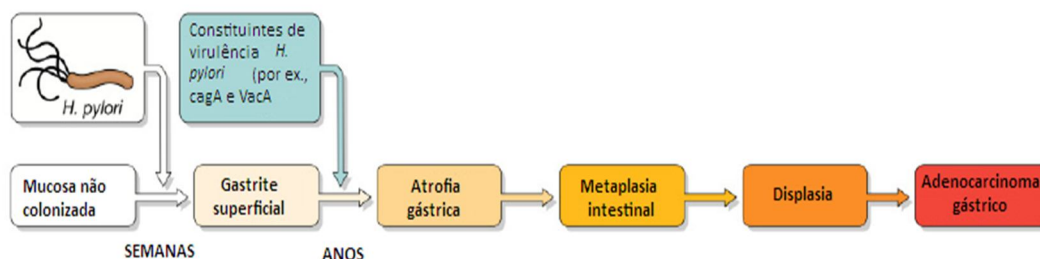 H. pylori
Constituintes de
virulência H.
pylori (por ex.,
cagA e VacA
Mucosa não
colonizada
Gastrite
superficial
Atrofia
gástrica
Metaplasia
intestinal
Displasia
Adenocarcinoma
gástrico
SEMANAS
ANOS